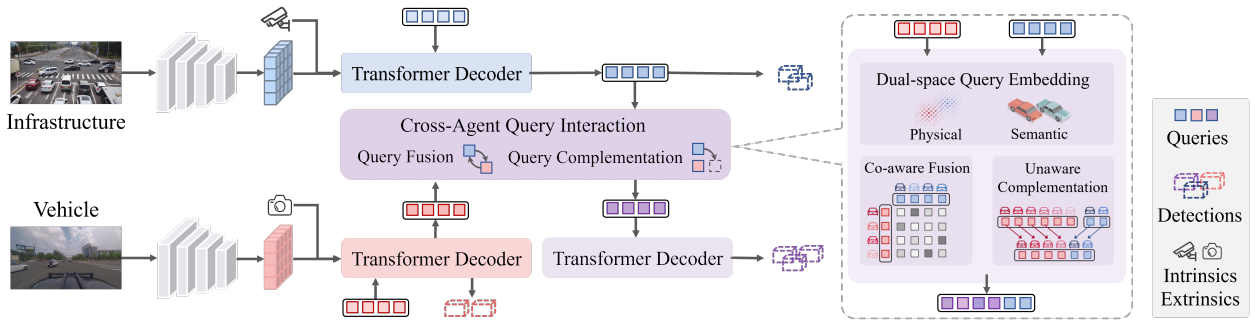 Infrastructure
Transformer Decoder
Cross-Agent Query Interaction
Query Fusion
Query Complementation
Vehicle
Transformer Decoder
Transformer Decoder
Dual-space Query Embedding
Physical
Semantic
Co-aware Fusion
Unaware
Complementation
Queries
Detections
Intrinsics
Extrinsics